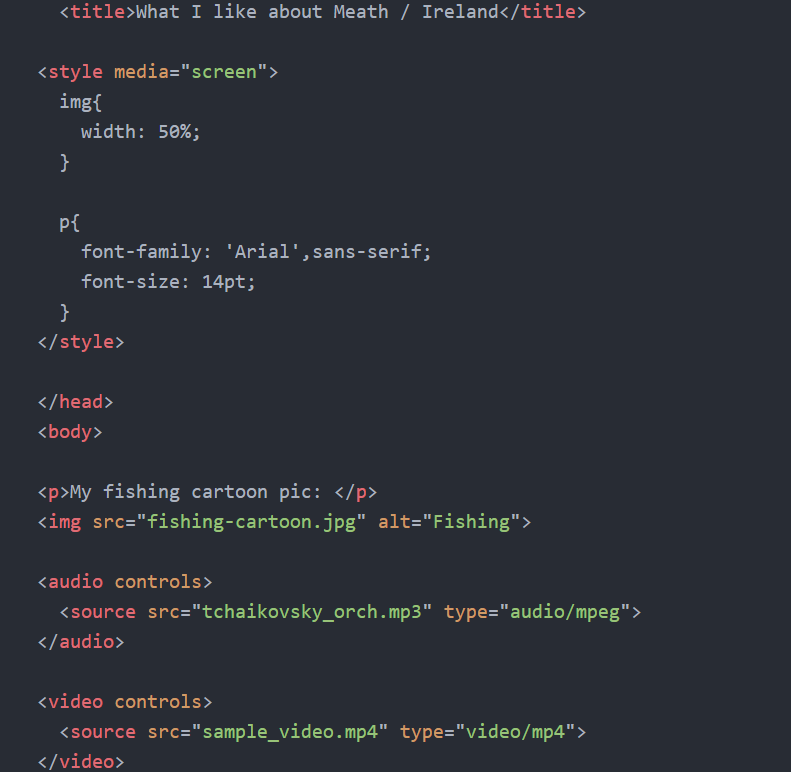 <title>What I like about Meath / Ireland</title>
<style media="screen">
img{
width: 50%;
}
p{
font-family: 'Arial',sans-serif;
font-size: 14pt;
}
</style>
</head>
<body>
<p>My fishing cartoon pic: </p>
<img src="fishing-cartoon.jpg" alt="Fishing">
<audio controls>
<source src="tchaikovsky_orch.mp3" type="audio/mpeg">
</audio>
<video controls>
<source src="sample_video.mp4" type="video/mp4">
</video>